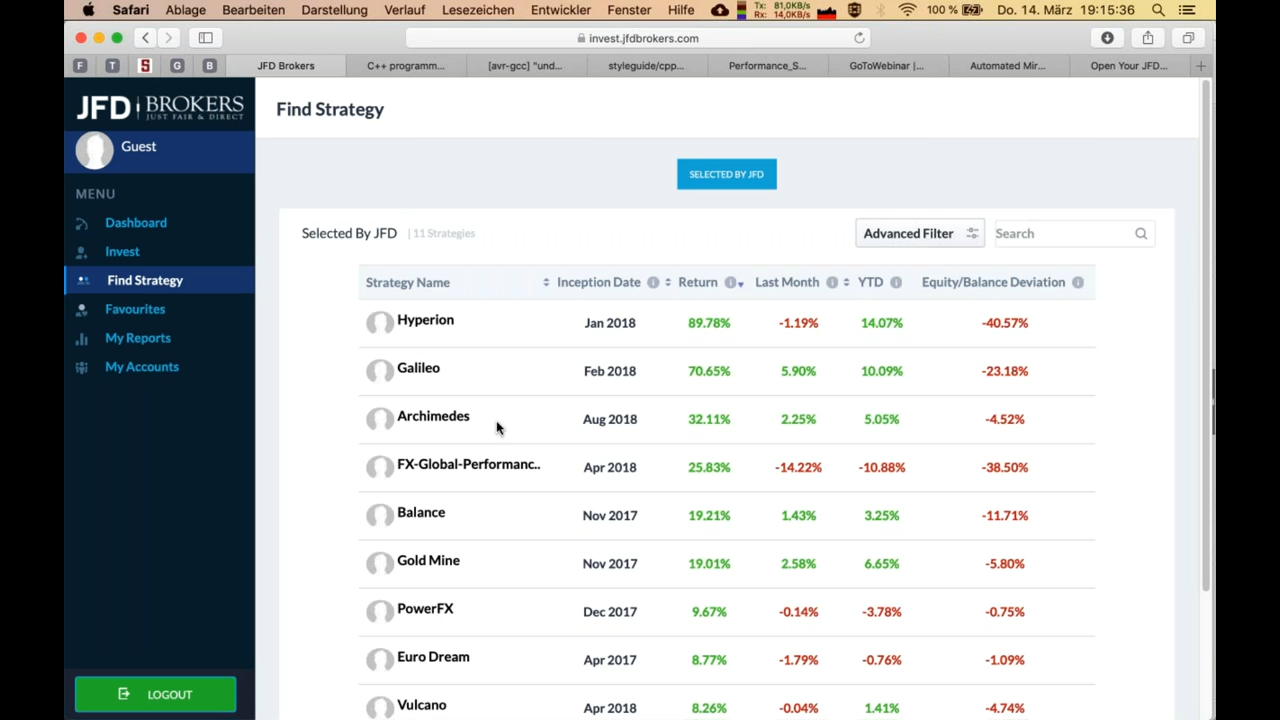 Safari Ablage Bearbeiten Darstellung Verlauf Lesezeichen Entwickler Fenster Hilfe Tx: 81,0KB/s Rx: 14,0KB/s 100 % Do. 14. März 19:15:36
invest.jfdbrokers.com
F T S G B JFD Brokers C++ programm... [avr-gcc] "und... styleguide/cpp... Performance_S... GoToWebinar |... Automated Mir... Open Your JFD... +
JFD BROKERS
JUST FAIR & DIRECT
Guest
MENU
Dashboard
Invest
Find Strategy
Favourites
My Reports
My Accounts
LOGOUT
Find Strategy
SELECTED BY JFD
Selected By JFD | 11 Strategies Advanced Filter Search
Strategy Name Inception Date Return Last Month YTD Equity/Balance Deviation
Hyperion Jan 2018 89.78% -1.19% 14.07% -40.57%
Galileo Feb 2018 70.65% 5.90% 10.09% -23.18%
Archimedes Aug 2018 32.11% 2.25% 5.05% -4.52%
FX-Global-Performanc.. Apr 2018 25.83% -14.22% -10.88% -38.50%
Balance Nov 2017 19.21% 1.43% 3.25% -11.71%
Gold Mine Nov 2017 19.01% 2.58% 6.65% -5.80%
PowerFX Dec 2017 9.67% -0.14% -3.78% -0.75%
Euro Dream Apr 2017 8.77% -1.79% -0.76% -1.09%
Vulcano Apr 2018 8.26% -0.04% 1.41% -4.74%